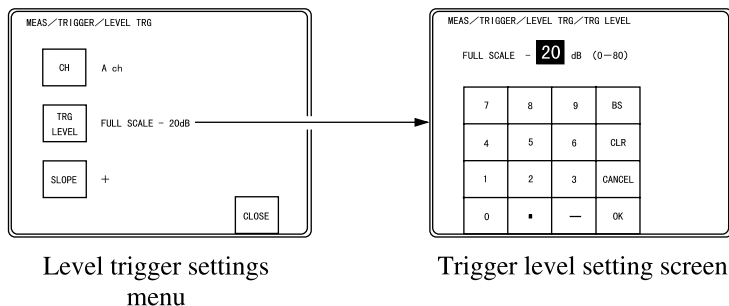 MEAS/TRIGGER/LEVEL TRG
CH
A ch
TRG
LEVEL
FULL SCALE - 20dB
SLOPE
+
CLOSE
Level trigger settings
menu
MEAS/TRIGGER/LEVEL TRG/TRG LEVEL
FULL SCALE - 20 dB (0-80)
7 8 9 BS
4 5 6 CLR
1 2 3 CANCEL
0 . — OK
Trigger level setting screen